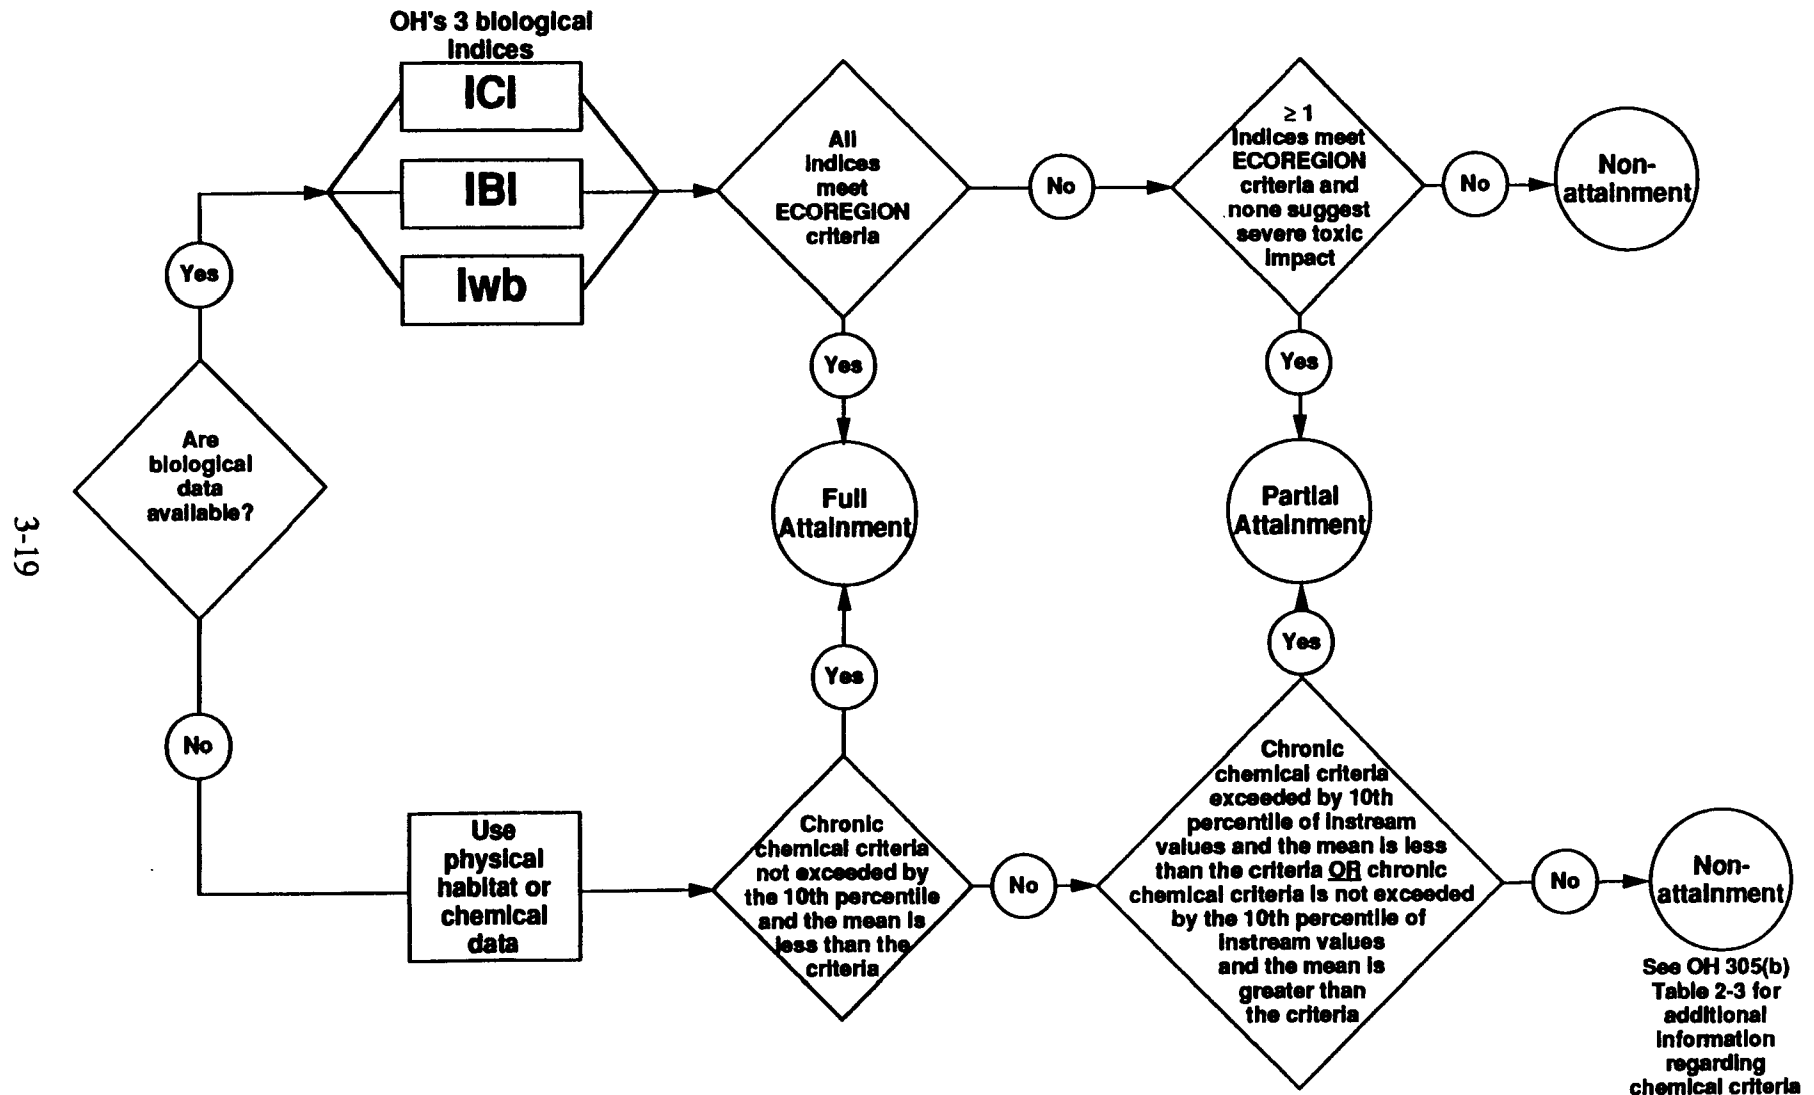 OH's 3 biological
indices
ICI
IBI
Iwb
All
indices
meet
ECOREGION
criteria
No
≥ 1
indices meet
ECOREGION
criteria and
none suggest
severe toxic
impact
No
Non-
attainment
Yes
Yes
Yes
Are
biological
data
available?
Full
Attainment
Partial
Attainment
3-19
Yes
Yes
No
Use
physical
habitat or
chemical
data
Chronic
chemical criteria
not exceeded by
the 10th percentile
and the mean is
less than the
criteria
No
Chronic
chemical criteria
exceeded by 10th
percentile of instream
values and the mean is less
than the criteria OR chronic
chemical criteria is not exceeded
by the 10th percentile of
instream values
and the mean is
greater than
the criteria
No
Non-
attainment
See OH 305(b)
Table 2-3 for
additional
information
regarding
chemical criteria